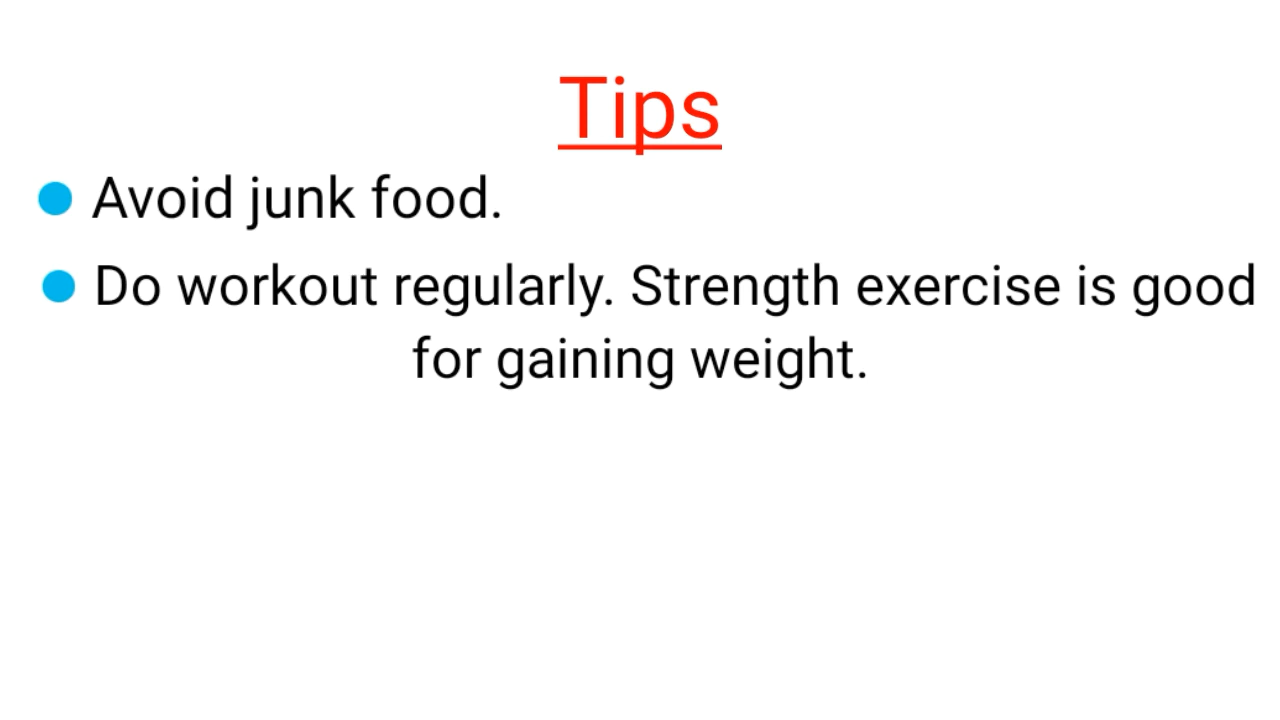 Tips
Avoid junk food.
Do workout regularly. Strength exercise is good
for gaining weight.